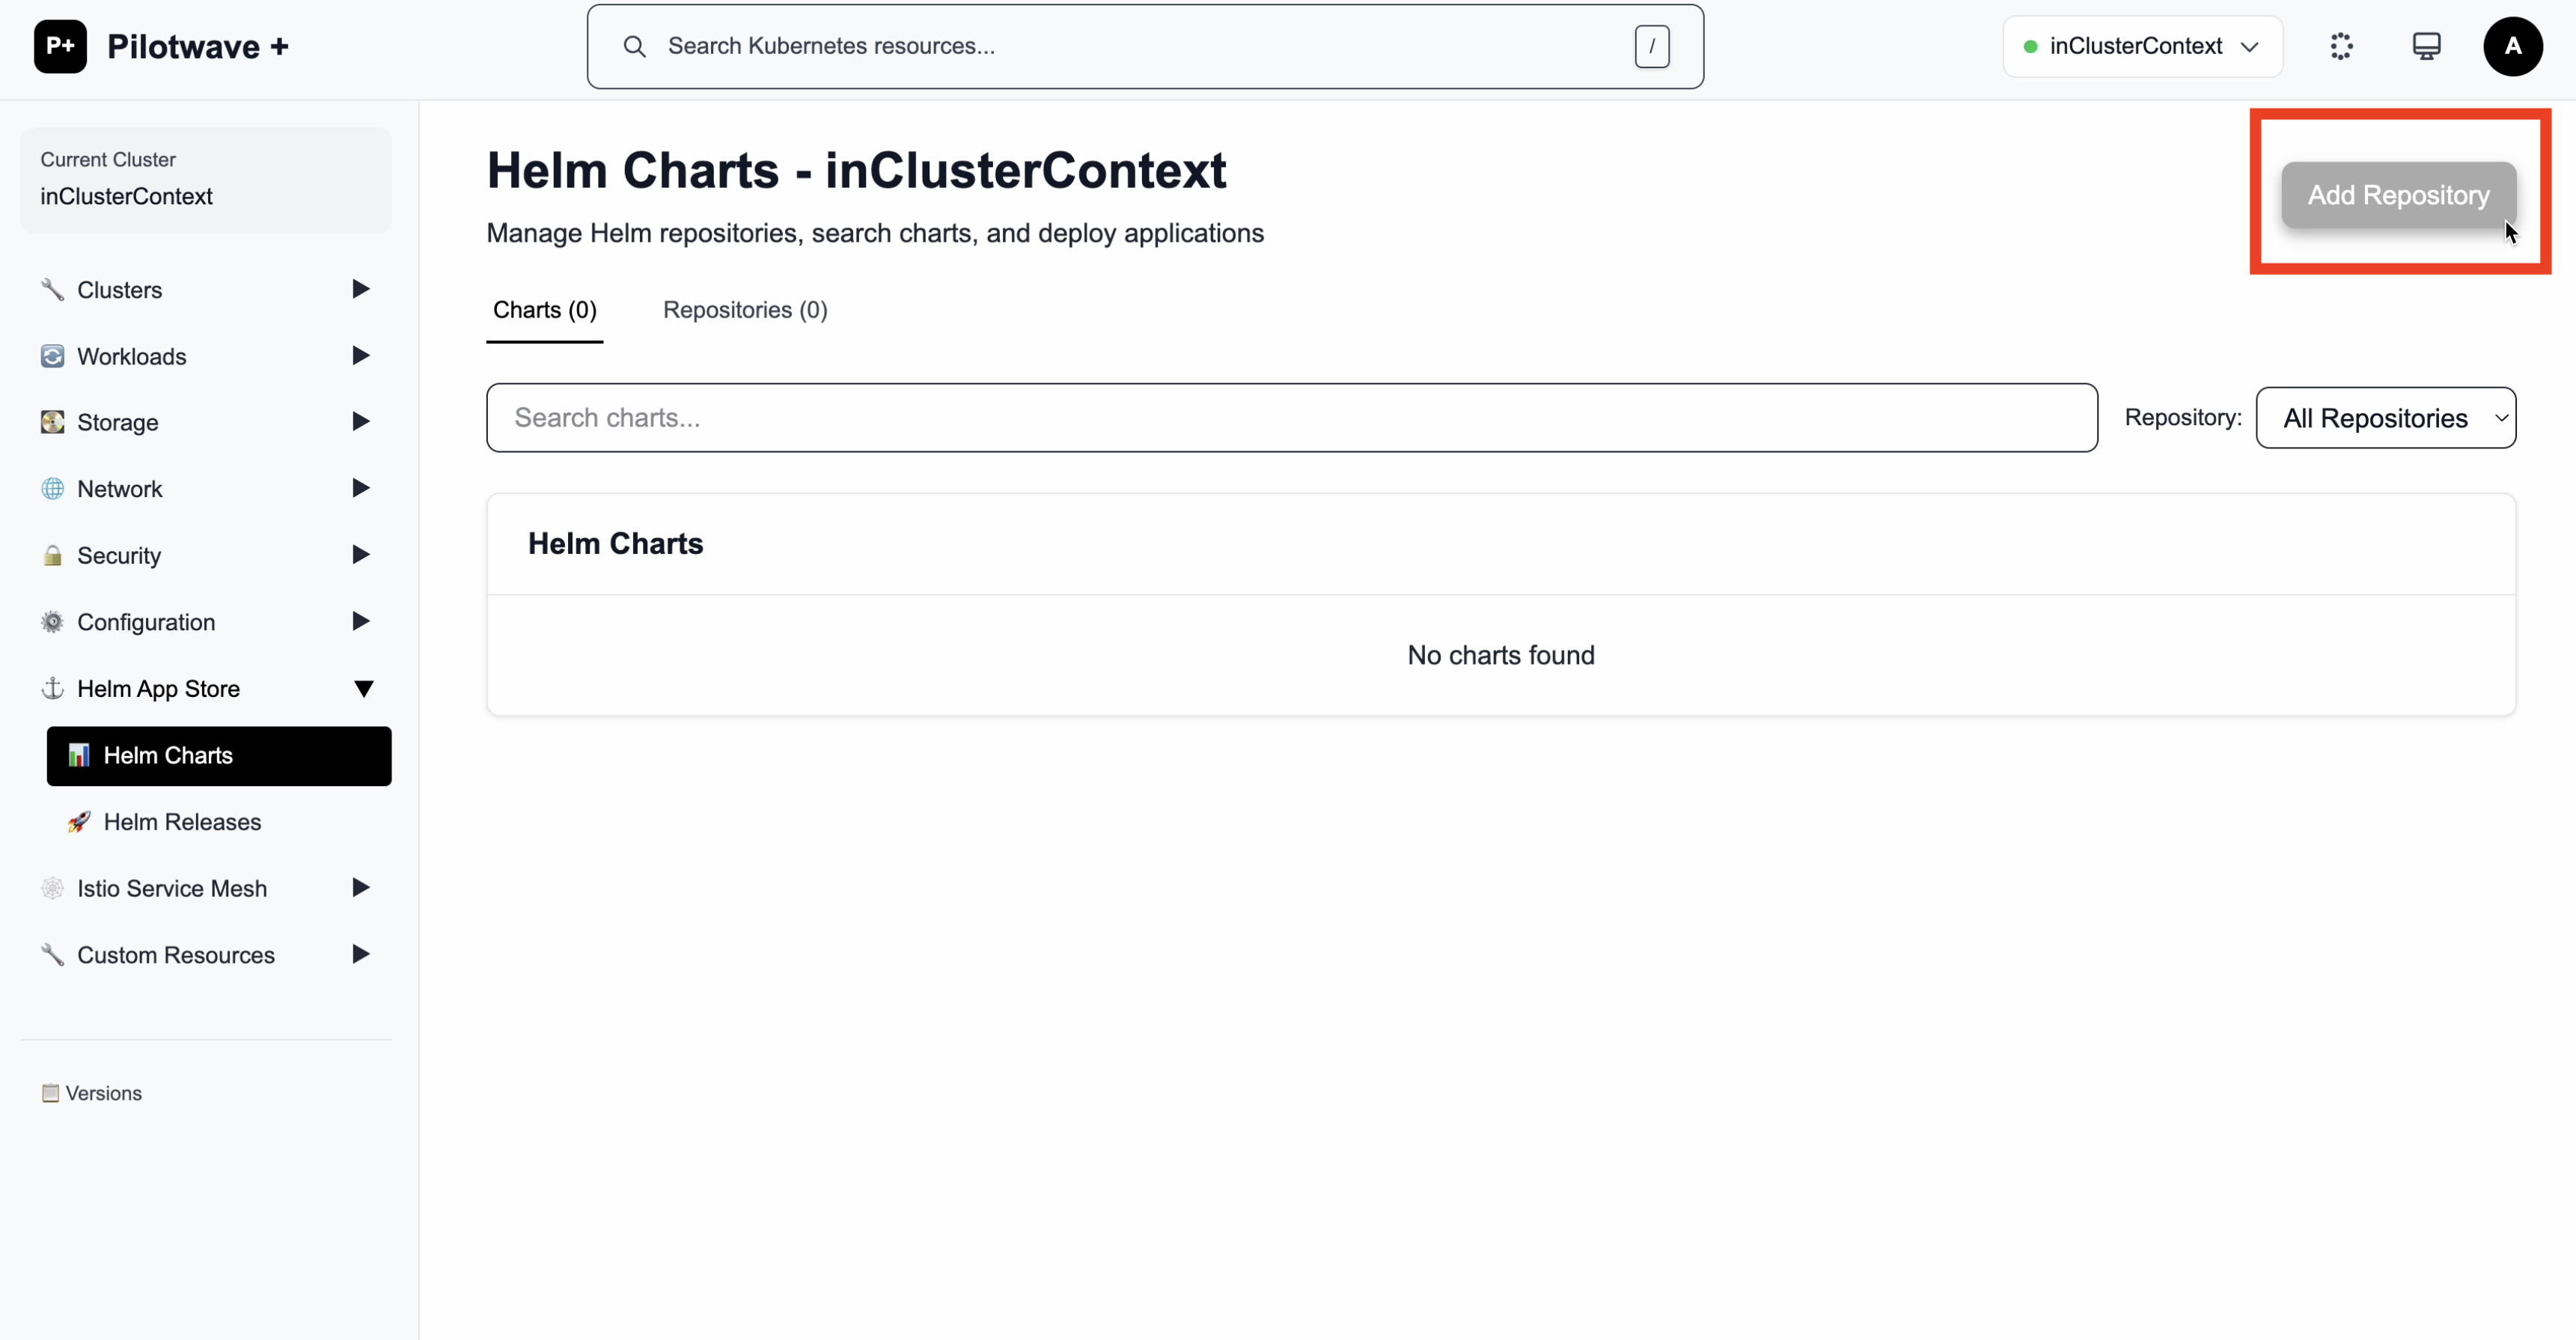 P+ Pilotwave +
Search Kubernetes resources... /
inClusterContext
A
Current Cluster
inClusterContext
Clusters
Workloads
Storage
Network
Security
Configuration
Helm App Store
Helm Charts
Helm Releases
Istio Service Mesh
Custom Resources
Versions
Helm Charts - inClusterContext
Add Repository
Manage Helm repositories, search charts, and deploy applications
Charts (0) Repositories (0)
Search charts... Repository: All Repositories
Helm Charts
No charts found